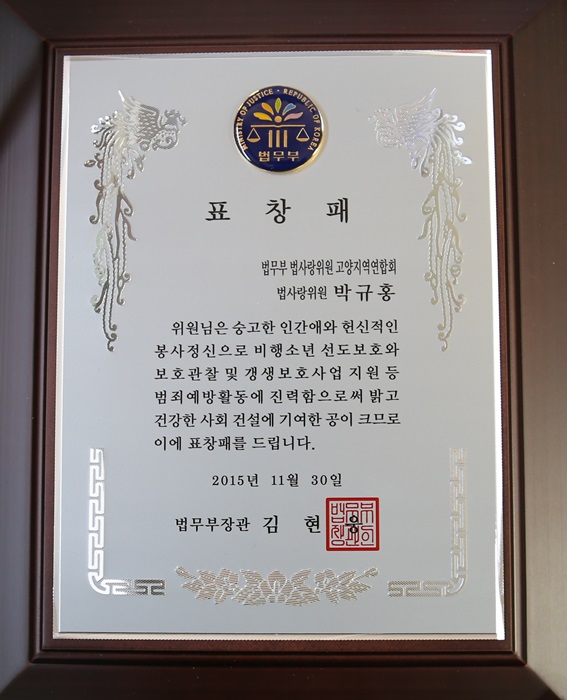 MINISTRY OF JUSTICE · REPUBLIC OF KOREA
법무부
표 창 패
법무부 법사랑위원 고양지역연합회
법사랑위원 박규홍
위원님은 숭고한 인간애와 헌신적인
봉사정신으로 비행소년 선도보호와
보호관찰 및 갱생보호사업 지원 등
범죄예방활동에 진력함으로써 밝고
건강한 사회 건설에 기여한 공이 크므로
이에 표창패를 드립니다.
2015년 11월 30일
법무부장관 김 현 웅
법무부
장관인